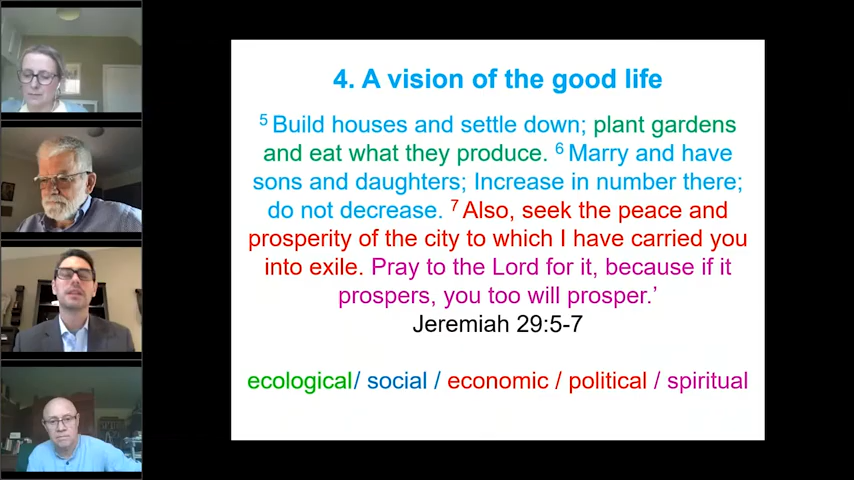 4. A vision of the good life
5 Build houses and settle down; plant gardens
and eat what they produce. 6 Marry and have
sons and daughters; Increase in number there;
do not decrease. 7 Also, seek the peace and
prosperity of the city to which I have carried you
into exile. Pray to the Lord for it, because if it
prospers, you too will prosper.’
Jeremiah 29:5-7
ecological/ social / economic / political / spiritual